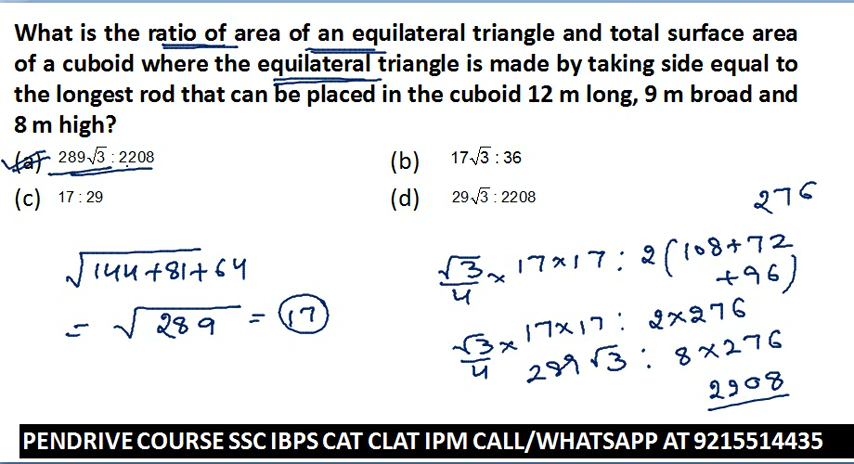 What is the ratio of area of an equilateral triangle and total surface area
of a cuboid where the equilateral triangle is made by taking side equal to
the longest rod that can be placed in the cuboid 12 m long, 9 m broad and
8 m high?
(a) 289√3 : 2208
(b) 17√3 : 36
(c) 17 : 29
(d) 29√3 : 2208
√144+81+64
= √289 = 17
276
√3/4 × 17×17 : 2(108+72
+96)
√3/4 × 17×17 : 2×276
289√3 : 8×276
2208
PENDRIVE COURSE SSC IBPS CAT CLAT IPM CALL/WHATSAPP AT 9215514435